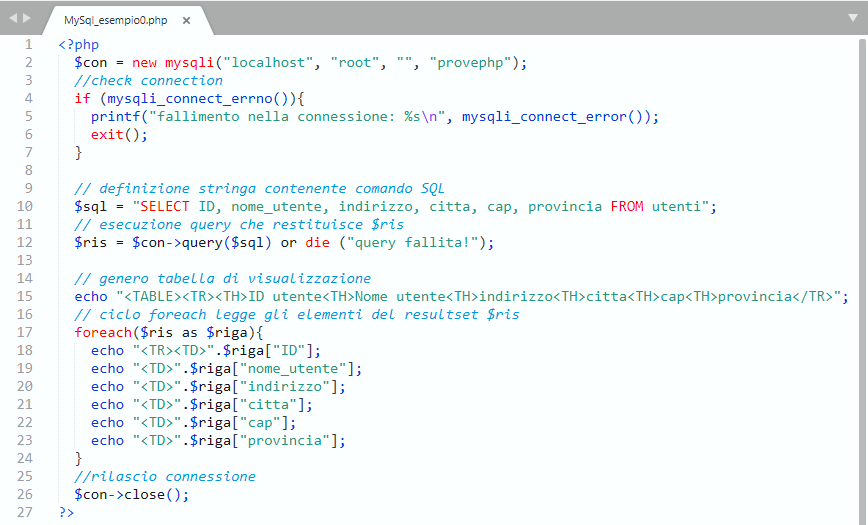 MySql_esempio0.php ×
1 <?php
2 $con = new mysqli("localhost", "root", "", "provephp");
3 //check connection
4 if (mysqli_connect_errno()){
5 printf("fallimento nella connessione: %s\n", mysqli_connect_error());
6 exit();
7 }
8
9 // definizione stringa contenente comando SQL
10 $sql = "SELECT ID, nome_utente, indirizzo, citta, cap, provincia FROM utenti";
11 // esecuzione query che restituisce $ris
12 $ris = $con->query($sql) or die ("query fallita!");
13
14 // genero tabella di visualizzazione
15 echo "<TABLE><TR><TH>ID utente<TH>Nome utente<TH>indirizzo<TH>citta<TH>cap<TH>provincia</TR>";
16 // ciclo foreach legge gli elementi del resultset $ris
17 foreach($ris as $riga){
18 echo "<TR><TD>".$riga["ID"];
19 echo "<TD>".$riga["nome_utente"];
20 echo "<TD>".$riga["indirizzo"];
21 echo "<TD>".$riga["citta"];
22 echo "<TD>".$riga["cap"];
23 echo "<TD>".$riga["provincia"];
24 }
25 //rilascio connessione
26 $con->close();
27 ?>